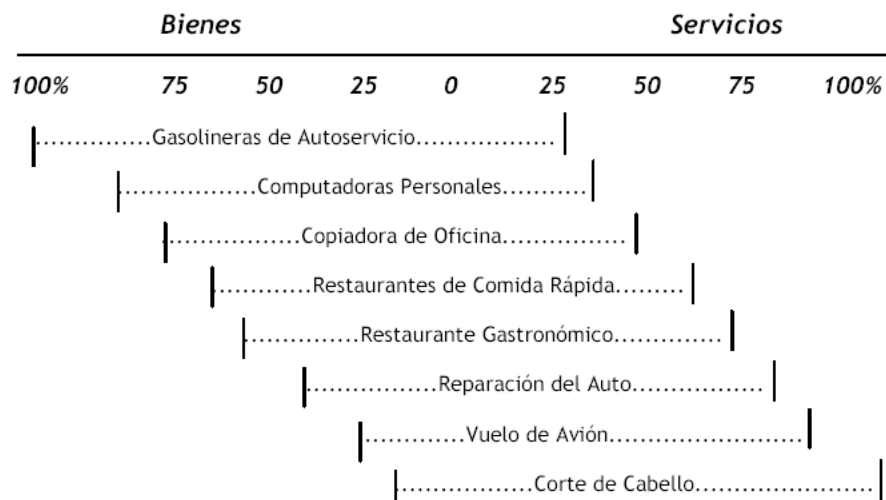 Bienes Servicios
100% 75 50 25 0 25 50 75 100%
Gasolineras de Autoservicio
Computadoras Personales
Copiadora de Oficina
Restaurantes de Comida Rápida
Restaurante Gastronómico
Reparación del Auto
Vuelo de Avión
Corte de Cabello